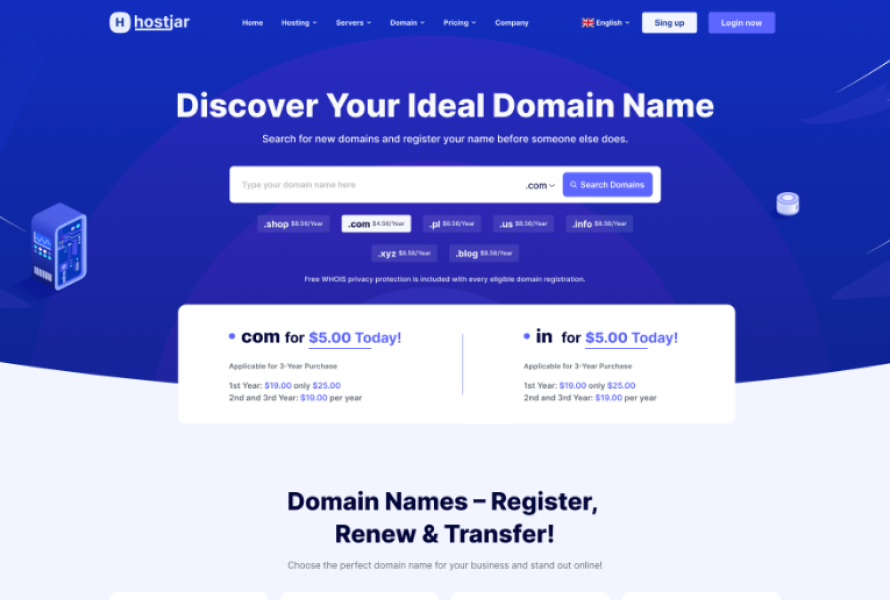 H hostjar
Home Hosting Servers Domain Pricing Company English Sing up Login now
Discover Your Ideal Domain Name
Search for new domains and register your name before someone else does.
Type your domain name here .com Search Domains
.shop $8.56/Year .com $4.56/Year .pl $8.56/Year .us $8.56/Year .info $8.56/Year
.xyz $8.56/Year .blog $8.56/Year
Free WHOIS privacy protection is included with every eligible domain registration.
• com for $5.00 Today!
Applicable for 3-Year Purchase
1st Year: $19.00 only $25.00
2nd and 3rd Year: $19.00 per year
• in for $5.00 Today!
Applicable for 3-Year Purchase
1st Year: $19.00 only $25.00
2nd and 3rd Year: $19.00 per year
Domain Names – Register,
Renew & Transfer!
Choose the perfect domain name for your business and stand out online!